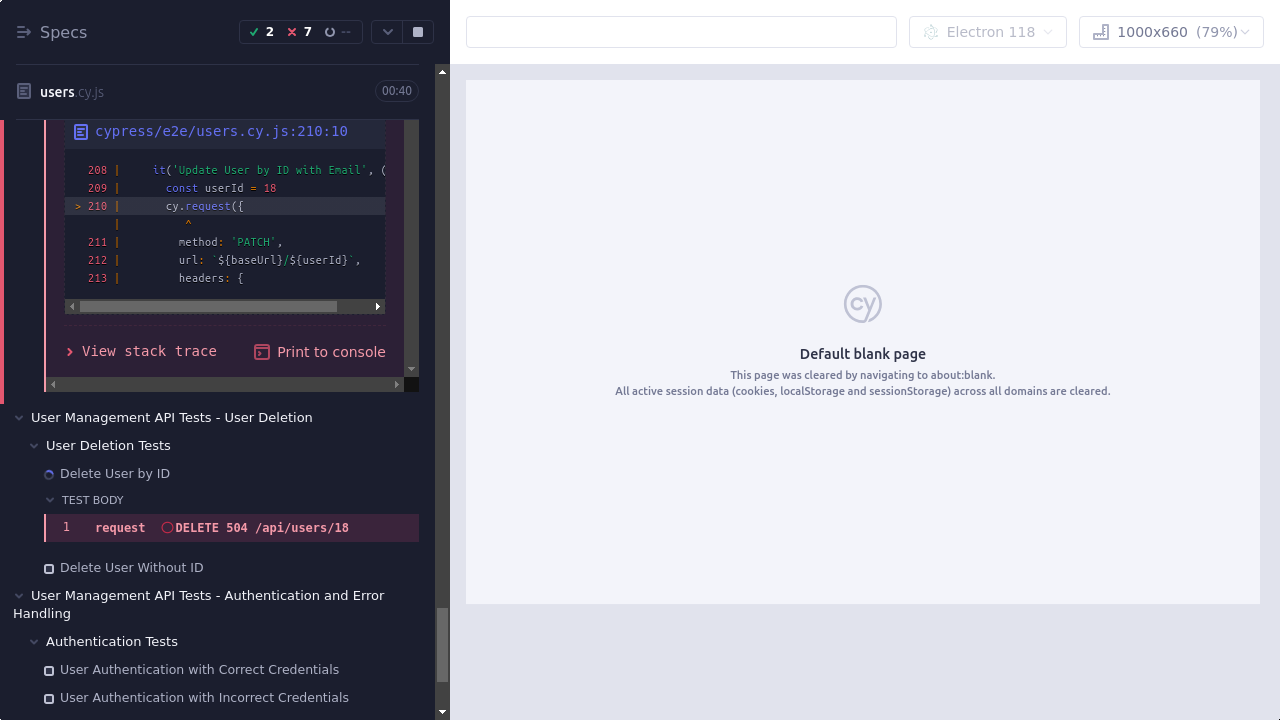 Specs
2
7
--
Electron 118
1000x660 (79%)
users.cy.js
00:40
cypress/e2e/users.cy.js:210:10
208 | it('Update User by ID with Email', (
209 | const userId = 18
> 210 | cy.request({
| ^
211 | method: 'PATCH',
212 | url: `${baseUrl}/${userId}`,
213 | headers: {
View stack trace
Print to console
User Management API Tests - User Deletion
User Deletion Tests
Delete User by ID
TEST BODY
1 request DELETE 504 /api/users/18
Delete User Without ID
User Management API Tests - Authentication and Error
Handling
Authentication Tests
User Authentication with Correct Credentials
User Authentication with Incorrect Credentials
cy
Default blank page
This page was cleared by navigating to about:blank.
All active session data (cookies, localStorage and sessionStorage) across all domains are cleared.